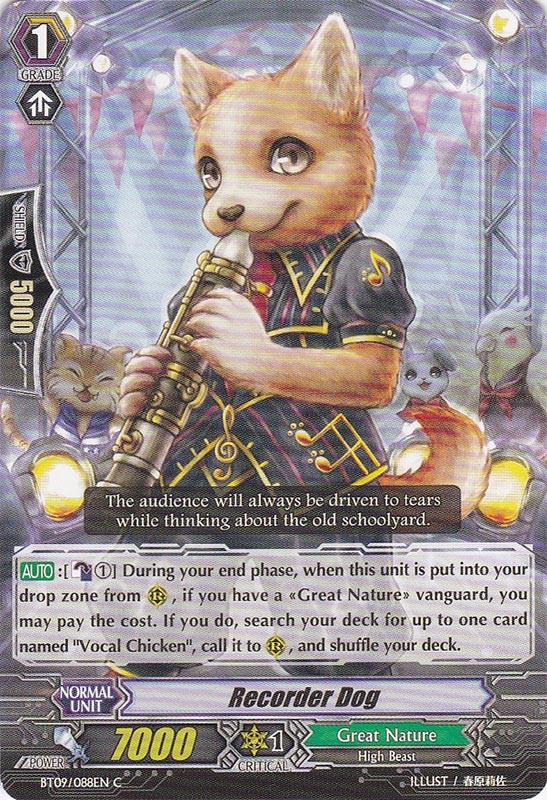 1
GRADE
SHIELD
5000
The audience will always be driven to tears
while thinking about the old schoolyard.
AUTO:[①] During your end phase, when this unit is put into your
drop zone from Ⓡ, if you have a «Great Nature» vanguard, you
may pay the cost. If you do, search your deck for up to one card
named "Vocal Chicken", call it to Ⓡ, and shuffle your deck.
NORMAL
UNIT
Recorder Dog
POWER
7000
1
CRITICAL
Great Nature
High Beast
BT09/088EN C
ILLUST / 春原莉佐